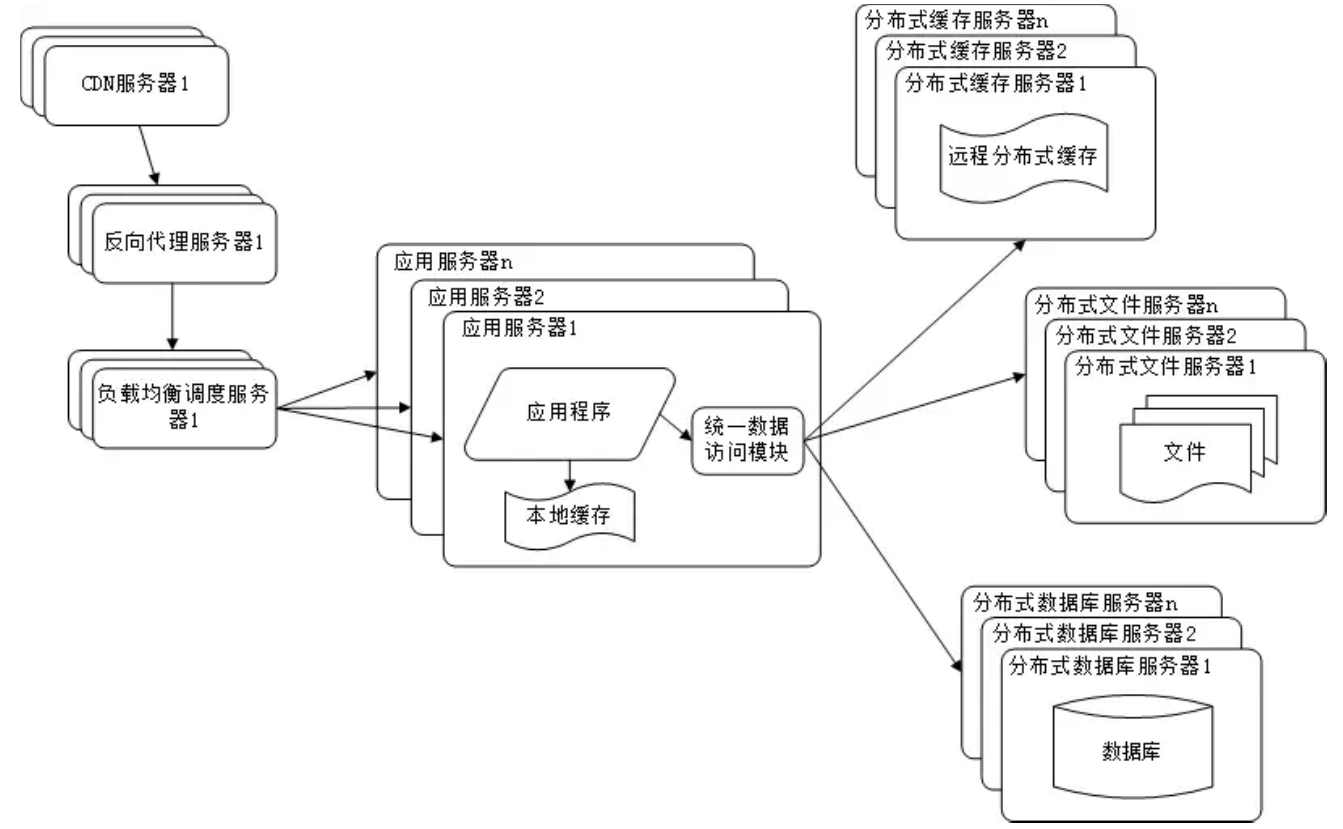 CDN服务器1
反向代理服务器1
负载均衡调度服务
器1
应用服务器n
应用服务器2
应用服务器1
应用程序
统一数据
访问模块
本地缓存
分布式缓存服务器n
分布式缓存服务器2
分布式缓存服务器1
远程分布式缓存
分布式文件服务器n
分布式文件服务器2
分布式文件服务器1
文件
分布式数据库服务器n
分布式数据库服务器2
分布式数据库服务器1
数据库